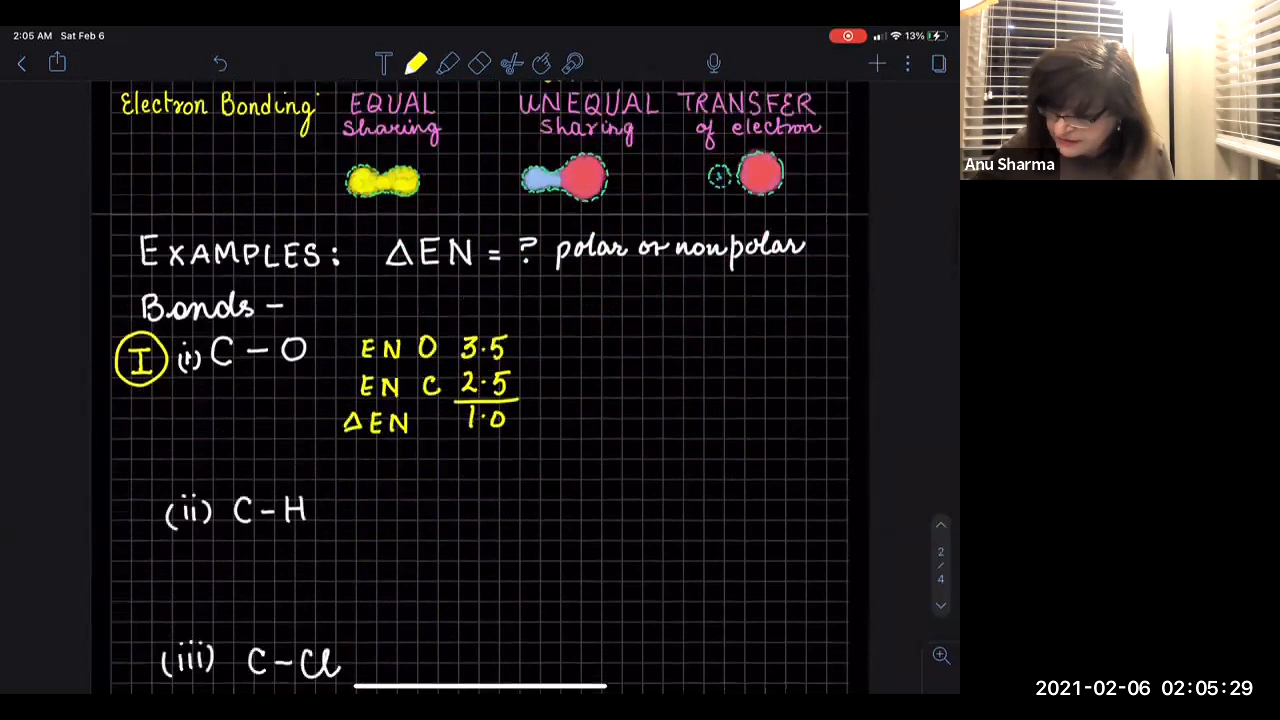 2:05 AM Sat Feb 6
13%
T
Electron Bonding: EQUAL sharing UNEQUAL sharing TRANSFER of electron
+
EXAMPLES: ΔEN = ? polar or nonpolar
Bonds -
I (i) C - O
EN O 3.5
EN C 2.5
ΔEN 1.0
(ii) C - H
(iii) C - Cl
2
/
4
Anu Sharma
2021-02-06 02:05:29